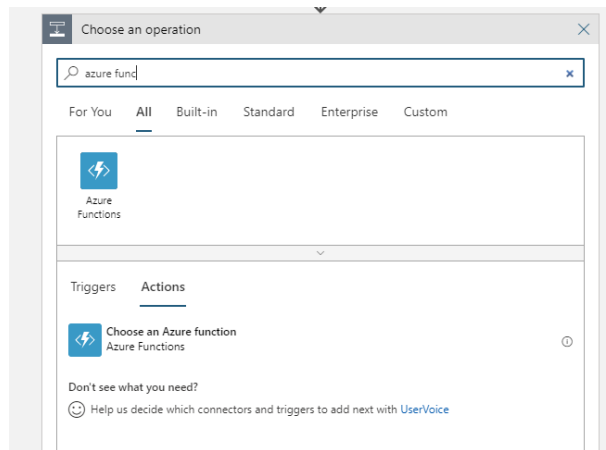 Choose an operation
azure func
For You All Built-in Standard Enterprise Custom
Azure
Functions
Triggers Actions
Choose an Azure function
Azure Functions
Don't see what you need?
Help us decide which connectors and triggers to add next with UserVoice